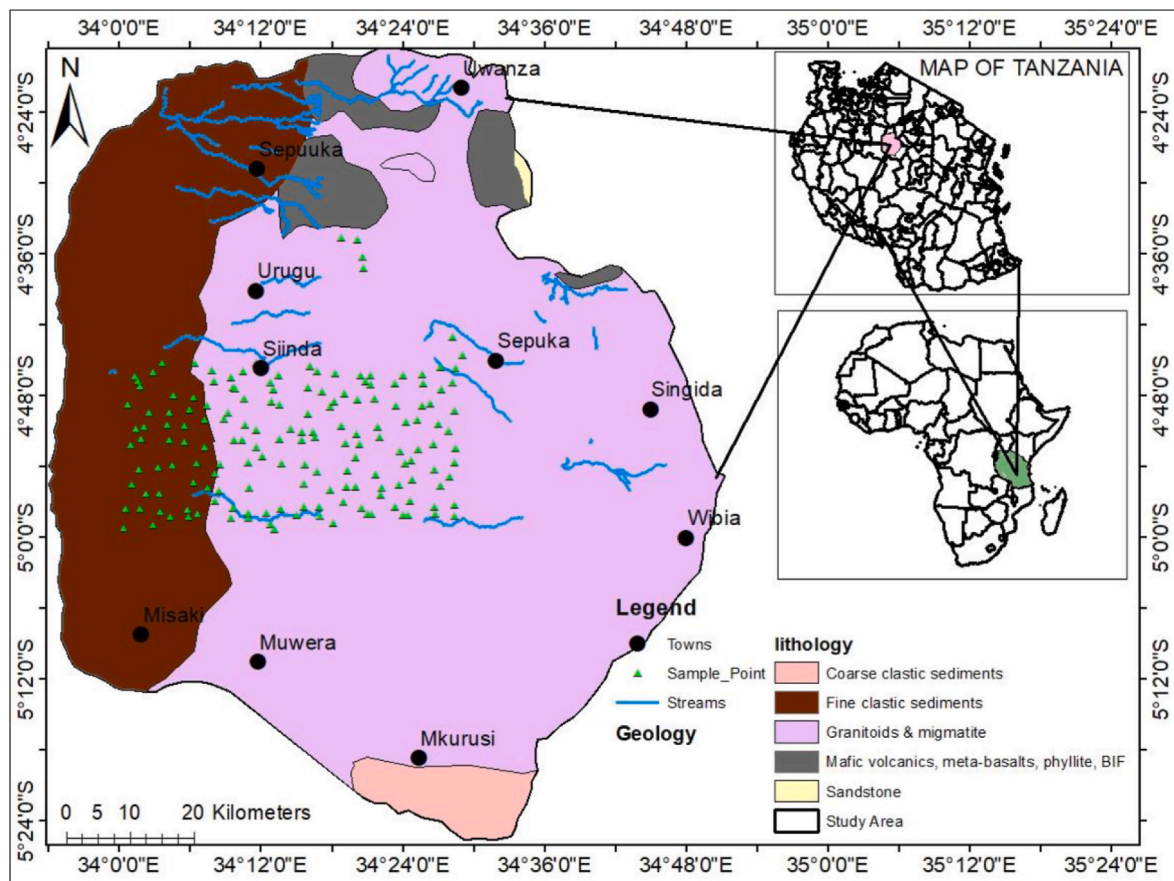 34°0'0"E 34°12'0"E 34°24'0"E 34°36'0"E 34°48'0"E 35°0'0"E 35°12'0"E 35°24'0"E
N
MAP OF TANZANIA
4°24'0"S
4°24'0"S
Uwanza
Sepuuka
4°36'0"S
4°36'0"S
Urugu
Siinda
Sepuka
4°48'0"S
4°48'0"S
Singida
5°0'0"S
5°0'0"S
Wibia
Misaki
Muwera
Mkurusi
5°12'0"S
5°12'0"S
5°24'0"S
5°24'0"S
Legend
Towns
Sample_Point
Streams
Geology
lithology
Coarse clastic sediments
Fine clastic sediments
Granitoids & migmatite
Mafic volcanics, meta-basalts, phyllite, BIF
Sandstone
Study Area
0 5 10 20 Kilometers
34°0'0"E 34°12'0"E 34°24'0"E 34°36'0"E 34°48'0"E 35°0'0"E 35°12'0"E 35°24'0"E